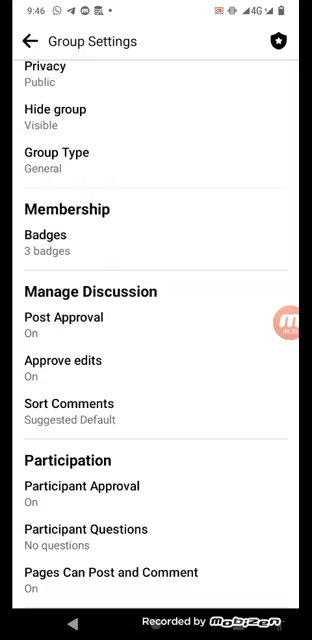 9:46
4G
Group Settings
Privacy
Public
Hide group
Visible
Group Type
General
Membership
Badges
3 badges
Manage Discussion
Post Approval
On
Approve edits
On
Sort Comments
Suggested Default
Participation
Participant Approval
On
Participant Questions
No questions
Pages Can Post and Comment
On
Recorded by mobizen